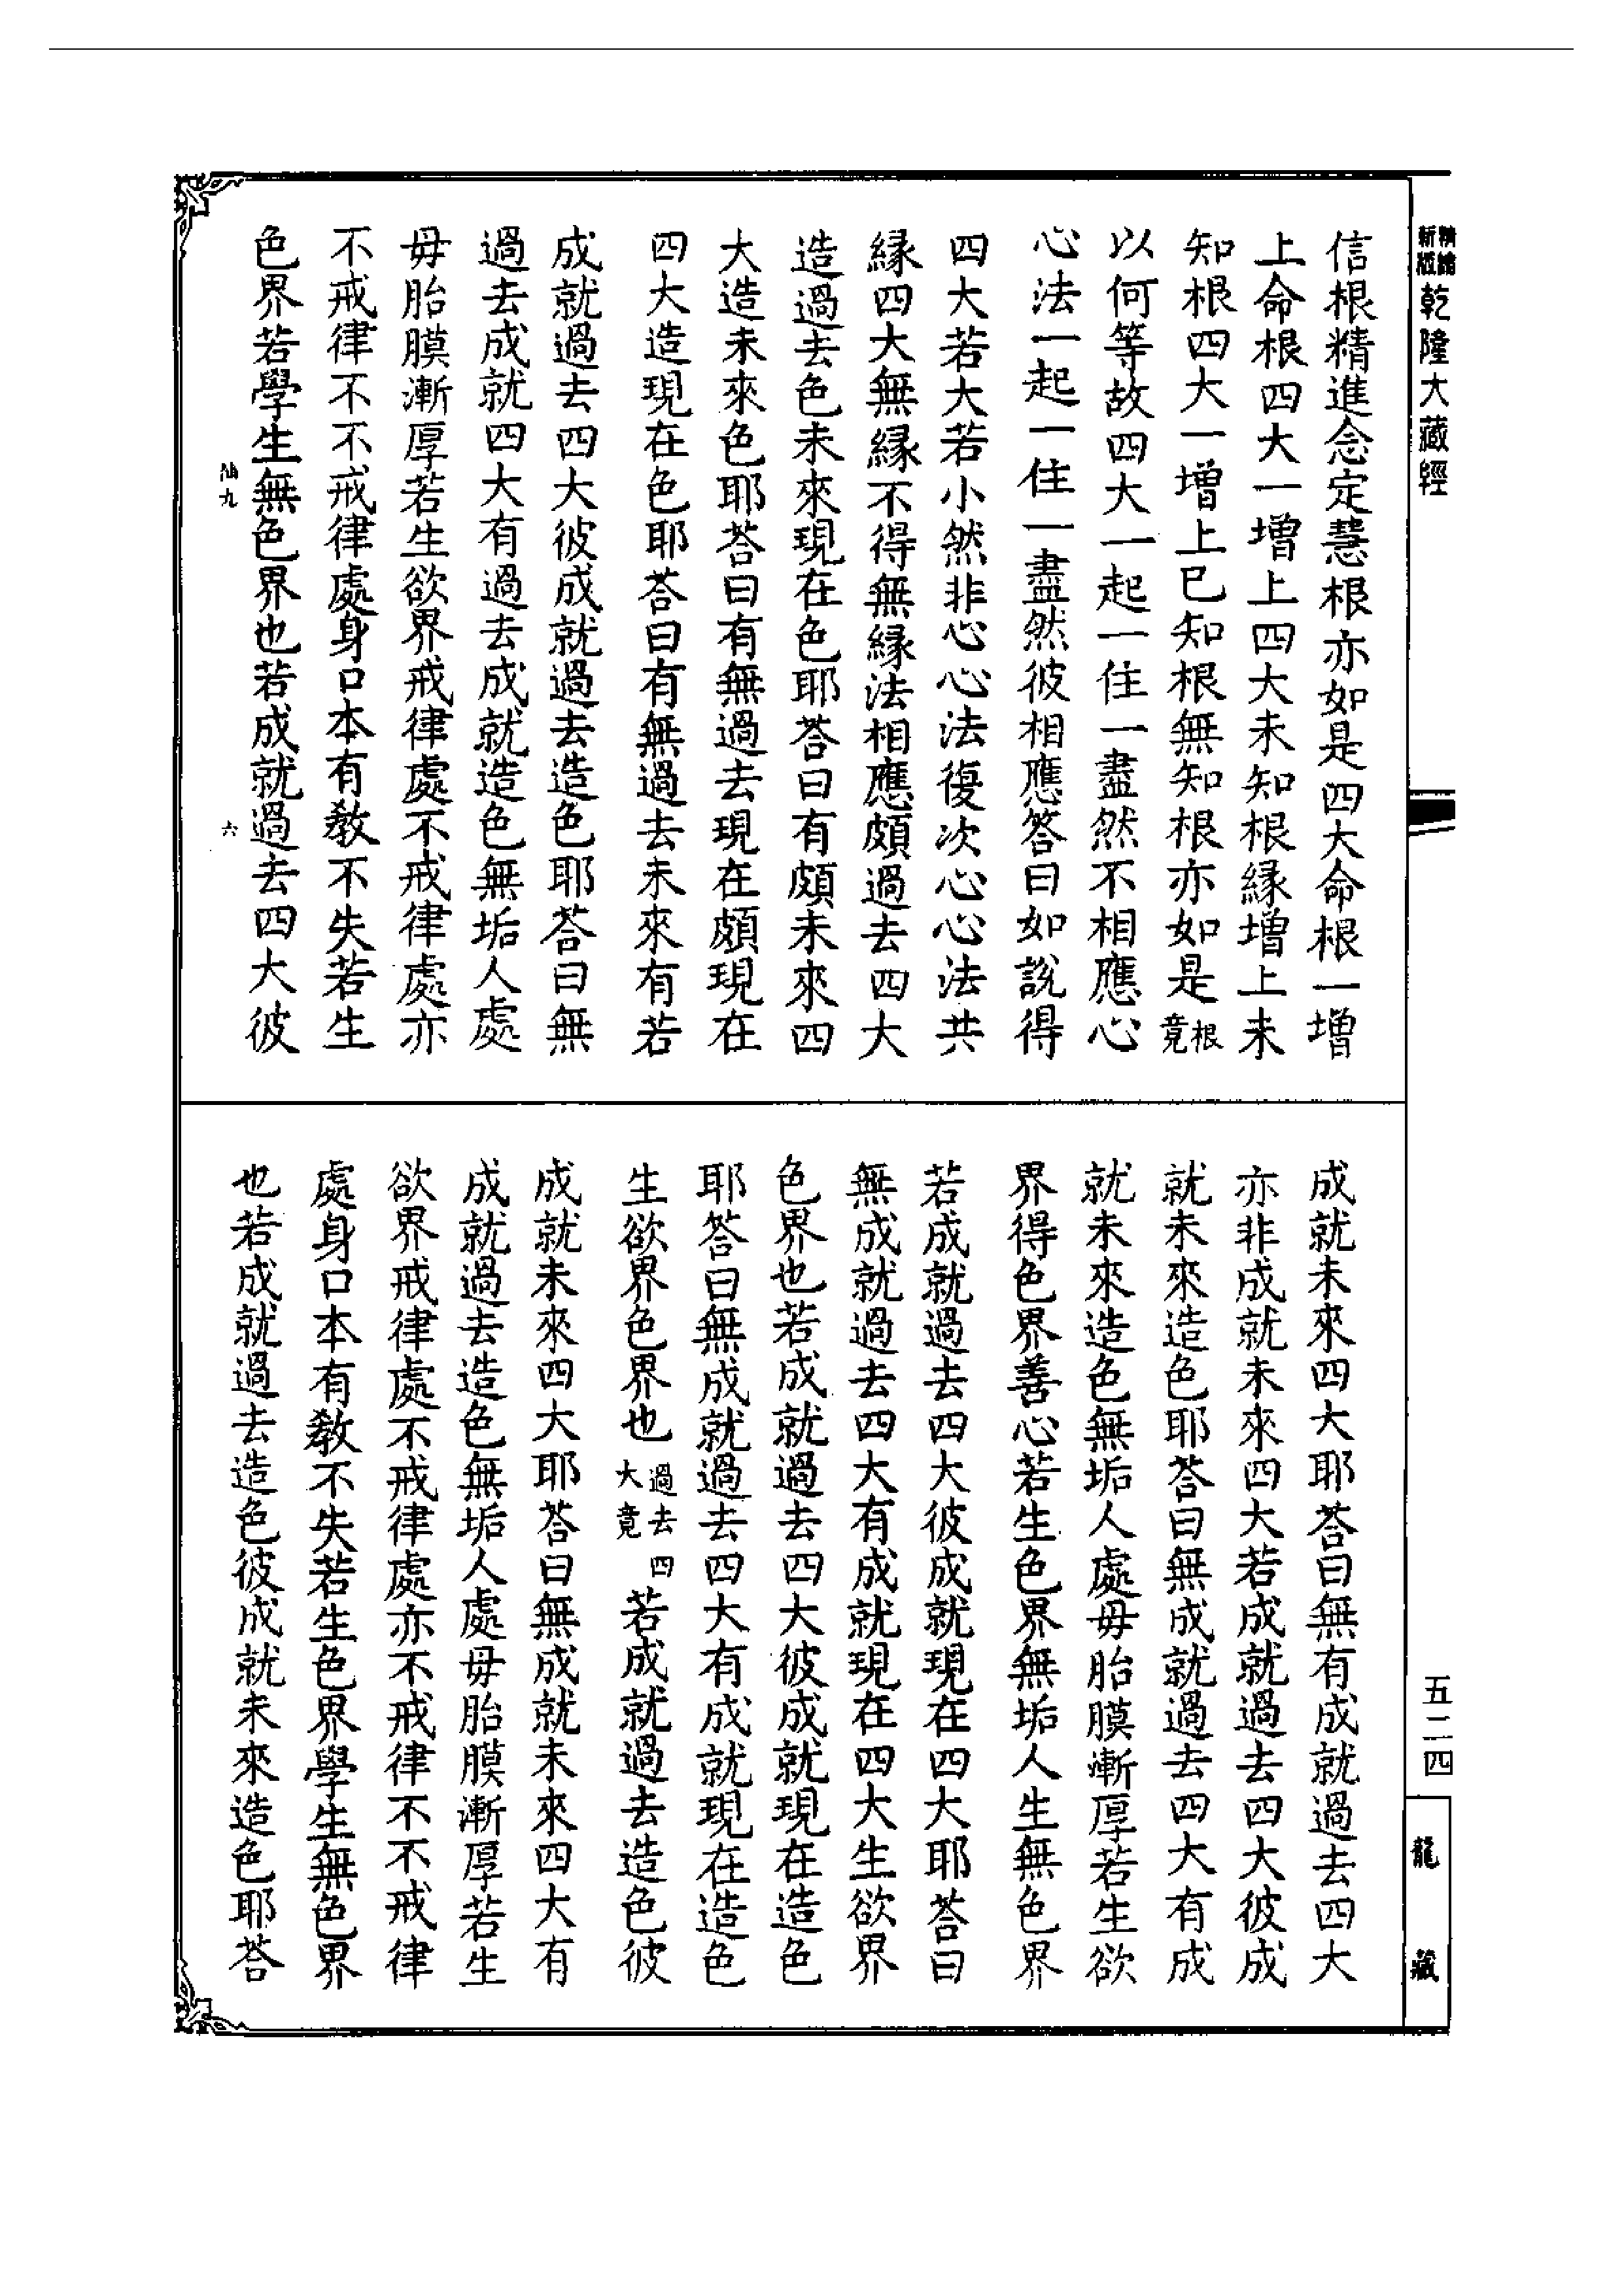 新版精縮乾隆大藏經
信根精進念定慧根亦如是四大命根一增
上命根四大一增上四大未知根緣增上未
知根四大一增上已知根無知根亦如是根竟
以何等故四大一起一住一盡然不相應心
心法一起一住一盡然彼相應答曰如說得
四大若大若小然非心心法復次心心法共
緣四大無緣不得無緣法相應頗過去四大
造過去色未來現在色耶荅曰有頗未來四
大造未來色耶荅曰有無過去現在頗現在
四大造現在色耶荅曰有無過去未來有若
成就過去四大彼成就過去造色耶荅曰無
過去成就四大有過去成就造色無垢人處
毋胎膜漸厚若生欲界戒律處不戒律處亦
不戒律不不戒律處身口本有教不失若生
色界若學生無色界也若成就過去四大彼
仙九
六
成就未來四大耶荅曰無有成就過去四大
亦非成就未來四大若成就過去四大彼成
就未來造色耶荅曰無成就過去四大有成
就未來造色無垢人處毋胎膜漸厚若生欲
界得色界善心若生色界無垢人生無色界
若成就過去四大彼成就現在四大耶荅曰
無成就過去四大有成就現在四大生欲界
色界也若成就過去四大彼成就現在造色
耶答曰無成就過去四大有成就現在造色
生欲界色界也過去四大竟若成就過去造色彼
成就未來四大耶荅曰無成就未來四大有
成就過去造色無垢人處毋胎膜漸厚若生
欲界戒律處不戒律處亦不戒律不不戒律
處身口本有教不失若生色界學生無色界
也若成就過去造色彼成就未來造色耶荅
五二四
龍藏